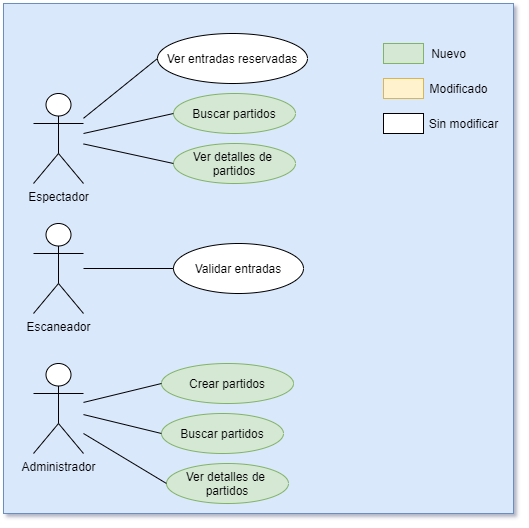 Ver entradas reservadas
Nuevo
Modificado
Sin modificar
Buscar partidos
Ver detalles de
partidos
Espectador
Validar entradas
Escaneador
Crear partidos
Buscar partidos
Ver detalles de
partidos
Administrador